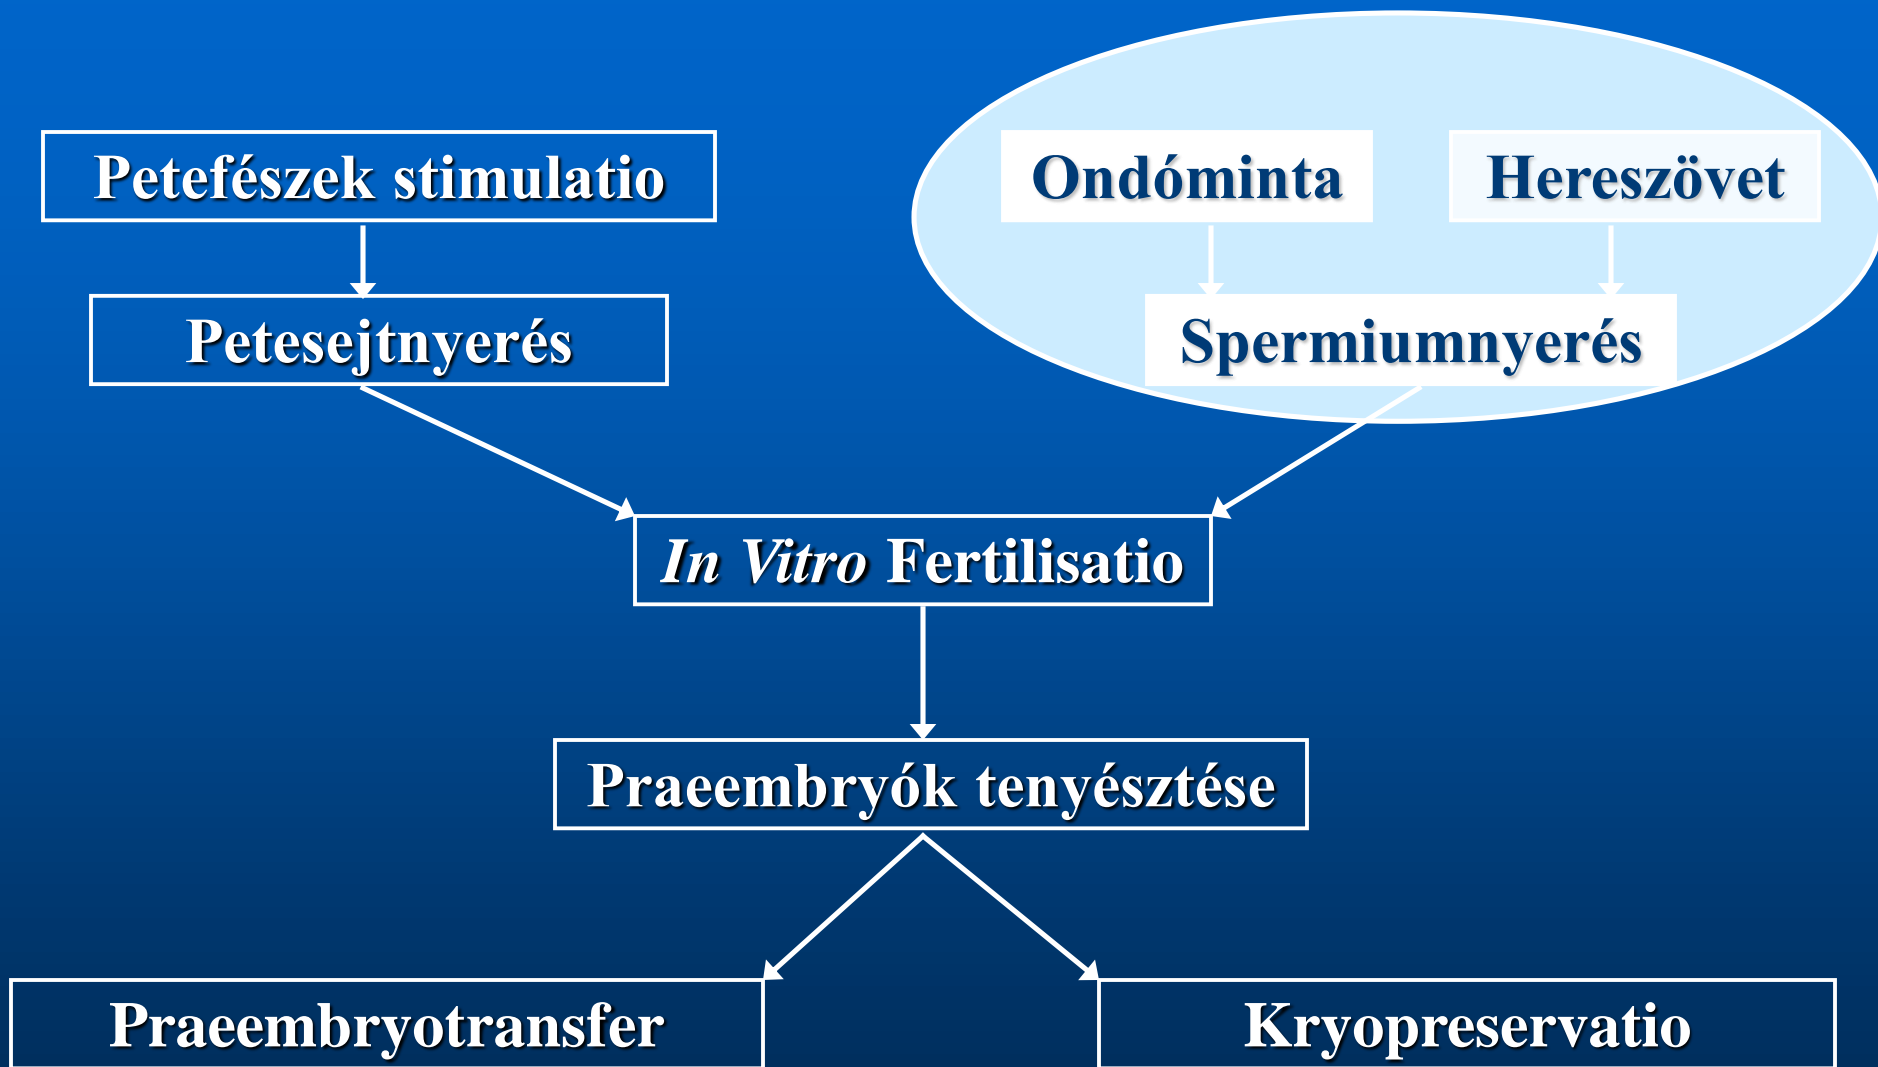 Petefészek stimulatio
Ondóminta
Hereszövet
Petesejtnyerés
Spermiumnyerés
In Vitro Fertilisatio
Praeembryók tenyésztése
Praeembryotransfer
Kryopreservatio